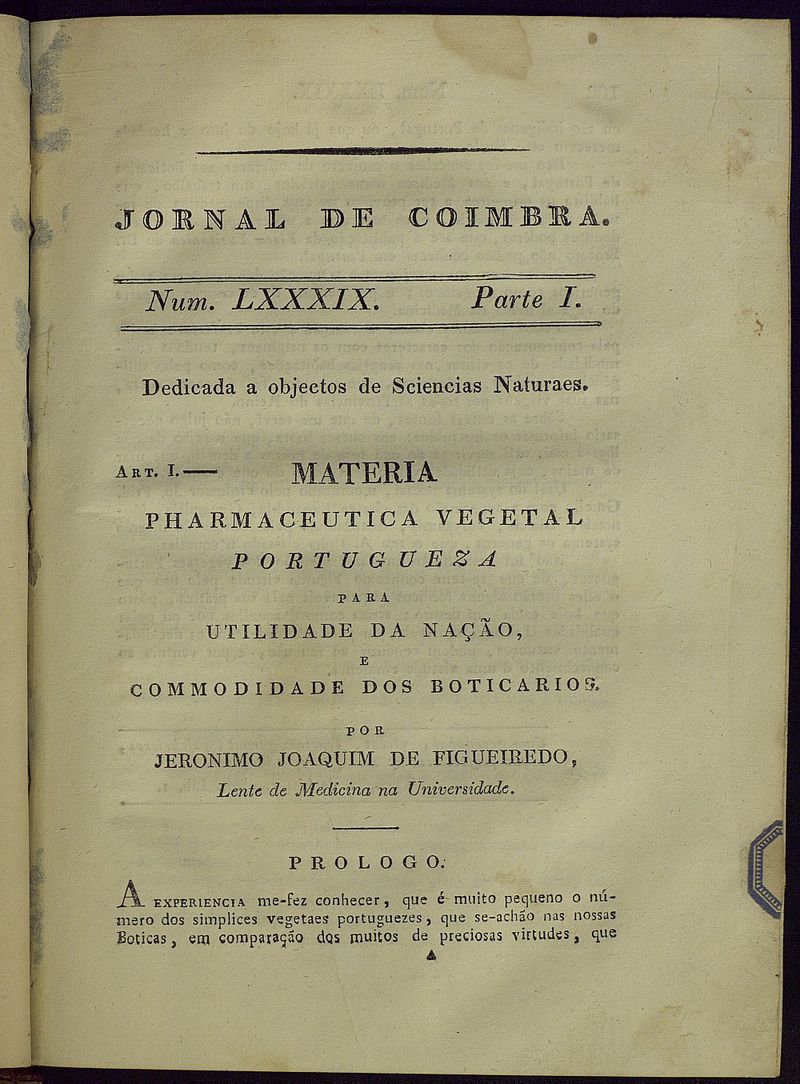 JORNAL DE COIMBRA.
Num. LXXXIX. Parte I.
Dedicada a objectos de Sciencias Naturaes.
ART. I.— MATERIA
PHARMACEUTICA VEGETAL
PORTUGUEZA
PARA
UTILIDADE DA NAÇÃO,
E
COMMODIDADE DOS BOTICARIOS.
POR
JERONIMO JOAQUIM DE FIGUEIREDO,
Lente de Medicina na Universidade.
PROLOGO.
A EXPERIENCIA me-fez conhecer, que é muito pequeno o nú-
mero dos simplices vegetaes portuguezes, que se-achão nas nossas
Boticas, em comparação dos muitos de preciosas virtudes, que
A